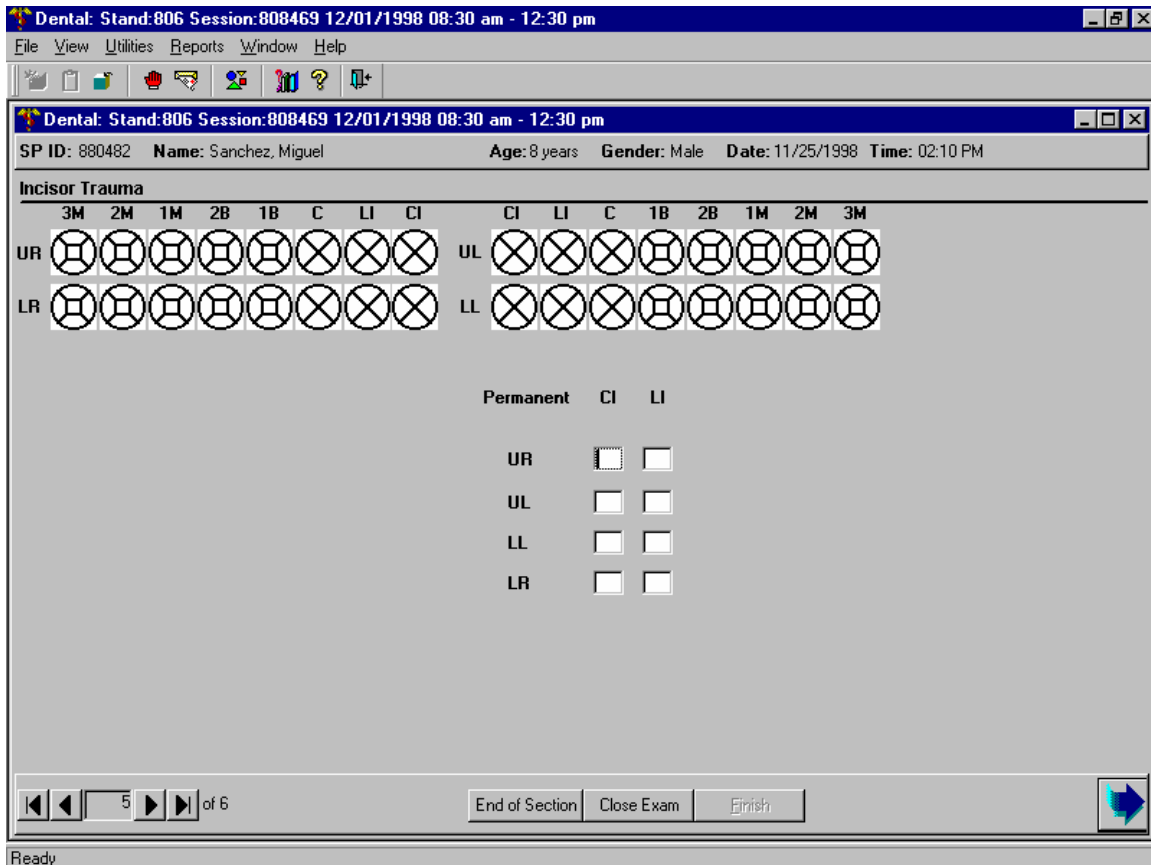 Dental: Stand:806 Session:808469 12/01/1998 08:30 am - 12:30 pm
File View Utilities Reports Window Help
Dental: Stand:806 Session:808469 12/01/1998 08:30 am - 12:30 pm
SP ID: 880482 Name: Sanchez, Miguel Age: 8 years Gender: Male Date: 11/25/1998 Time: 02:10 PM
Incisor Trauma
3M 2M 1M 2B 1B C LI CI CI LI C 1B 2B 1M 2M 3M
UR UL
LR LL
Permanent CI LI
UR
UL
LL
LR
5 of 6 End of Section Close Exam Finish
Ready